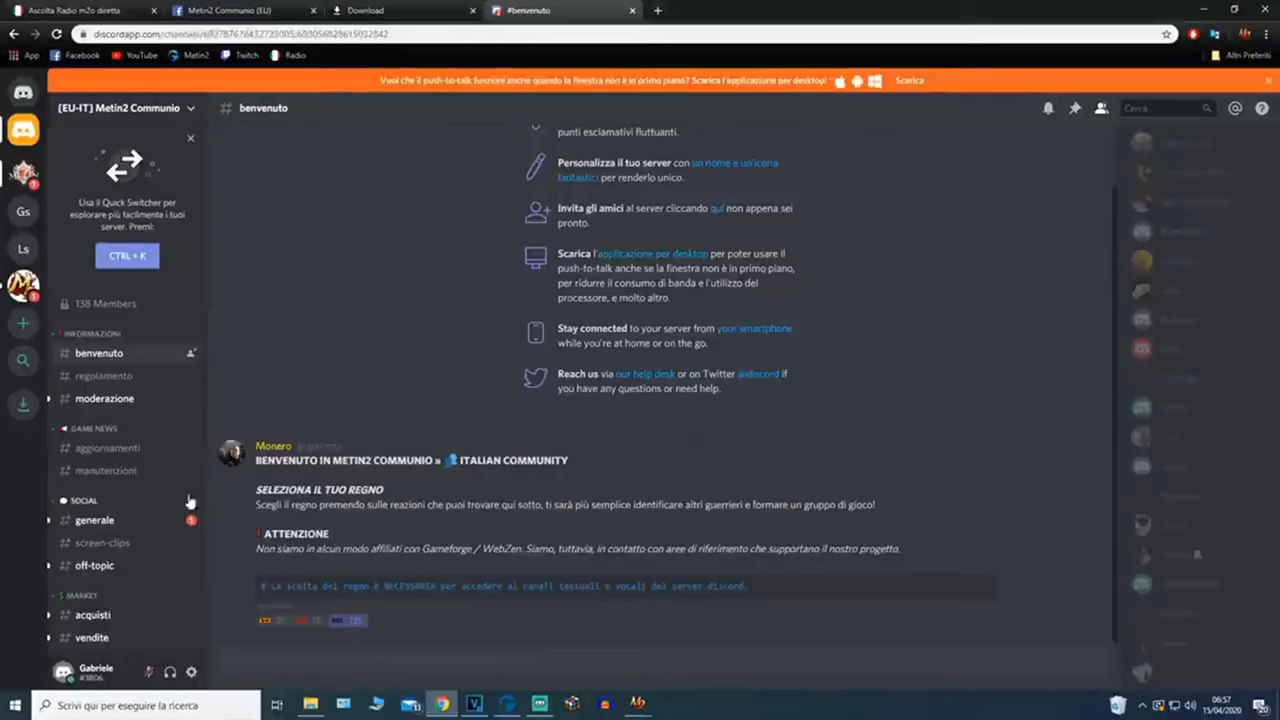 Ascolta Radio m2o diretta
Metin2 Communio (EU)
Download
#benvenuto
App
Facebook
YouTube
Metin2
Twitch
Radio
Altri Preferiti
Vuoi che il push-to-talk funzioni anche quando la finestra non è in primo piano? Scarica l'applicazione per desktop!
Scarica
[EU-IT] Metin2 Communio
# benvenuto
Cerca
Usa il Quick Switcher per
esplorare più facilmente i tuoi
server. Premi:
CTRL + K
Gs
Ls
138 Members
INFORMAZIONI
# benvenuto
# regolamento
# moderazione
GAME NEWS
# aggiornamenti
# manutenzioni
SOCIAL
# generale 1
# screen-clips
# off-topic
MARKET
# acquisti
# vendite
Gabriele
#3806
punti esclamativi fluttuanti.
Personalizza il tuo server con un nome e un'icona
fantastici per renderlo unico.
Invita gli amici al server cliccando qui non appena sei
pronto.
Scarica l'applicazione per desktop per poter usare il
push-to-talk anche se la finestra non è in primo piano,
per ridurre il consumo di banda e l'utilizzo del
processore, e molto altro.
Stay connected to your server from your smartphone
while you're at home or on the go.
Reach us via our help desk or on Twitter @discord if
you have any questions or need help.
Monero
BENVENUTO IN METIN2 COMMUNIO » ITALIAN COMMUNITY
SELEZIONA IL TUO REGNO
Scegli il regno premendo sulle reazioni che puoi trovare qui sotto, ti sarà più semplice identificare altri guerrieri e formare un gruppo di gioco!
ATTENZIONE
Non siamo in alcun modo affiliati con Gameforge / WebZen. Siamo, tuttavia, in contatto con aree di riferimento che supportano il nostro progetto.
# La scelta del regno è NECESSARIA per accedere ai canali testuali e vocali del server discord.
Scrivi qui per eseguire la ricerca
06:57
15/04/2020